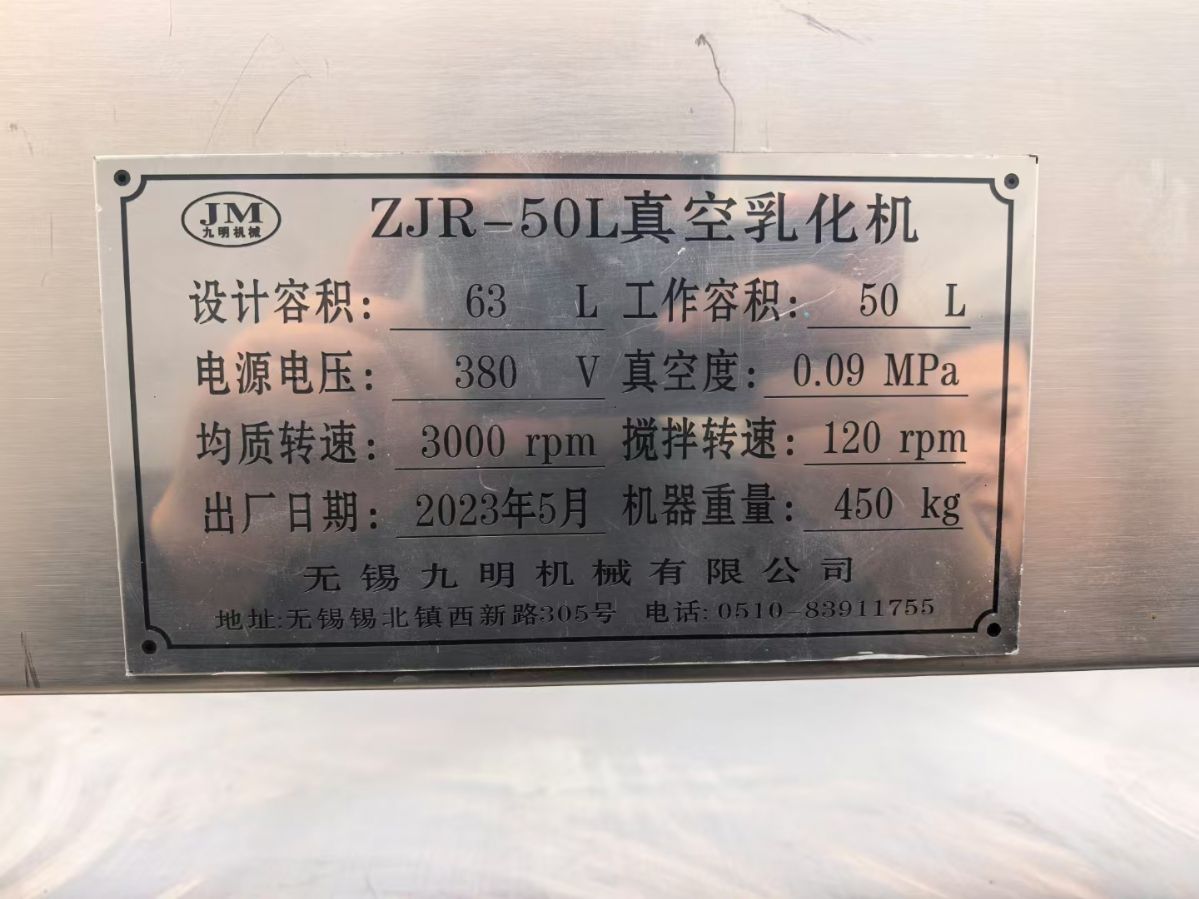 JM
九明机械
ZJR-50L真空乳化机
设计容积: 63 L 工作容积: 50 L
电源电压: 380 V 真空度: 0.09 MPa
均质转速: 3000 rpm 搅拌转速: 120 rpm
出厂日期: 2023年5月 机器重量: 450 kg
无锡九明机械有限公司
地址:无锡锡北镇西新路305号 电话: 0510-83911755